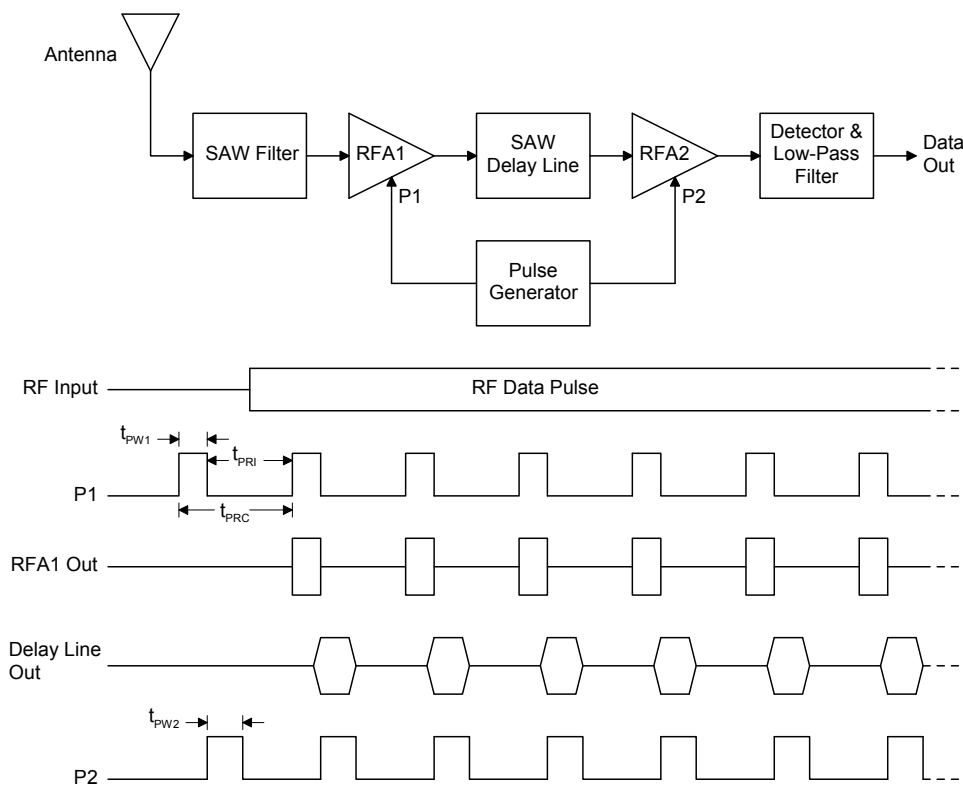 Antenna
SAW Filter
RFA1
SAW
Delay Line
RFA2
Detector &
Low-Pass
Filter
Data
Out
P1
P2
Pulse
Generator
RF Input
RF Data Pulse
tPW1
tPRI
P1
tPRC
RFA1 Out
Delay Line
Out
tPW2
P2